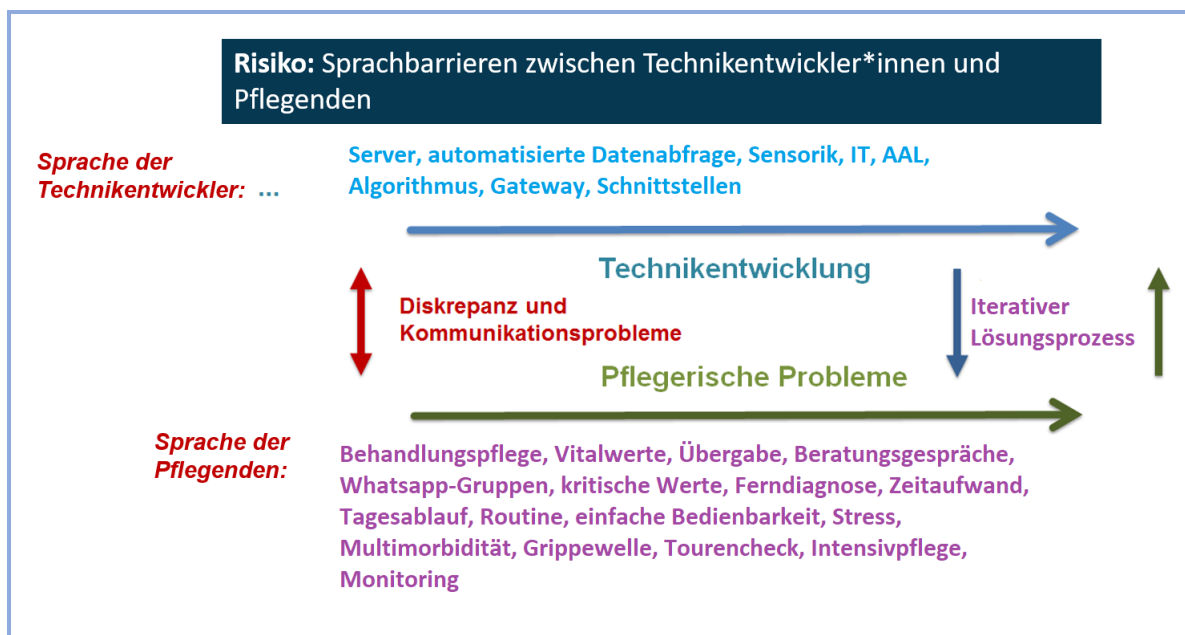 Risiko: Sprachbarrieren zwischen Technikentwickler*innen und
Pflegenden
Sprache der
Technikentwickler: ...
Server, automatisierte Datenabfrage, Sensorik, IT, AAL,
Algorithmus, Gateway, Schnittstellen
Technikentwicklung
Diskrepanz und
Kommunikationsprobleme
Iterativer
Lösungsprozess
Pflegerische Probleme
Sprache der
Pflegenden:
Behandlungspflege, Vitalwerte, Übergabe, Beratungsgespräche,
Whatsapp-Gruppen, kritische Werte, Ferndiagnose, Zeitaufwand,
Tagesablauf, Routine, einfache Bedienbarkeit, Stress,
Multimorbidität, Grippewelle, Tourencheck, Intensivpflege,
Monitoring